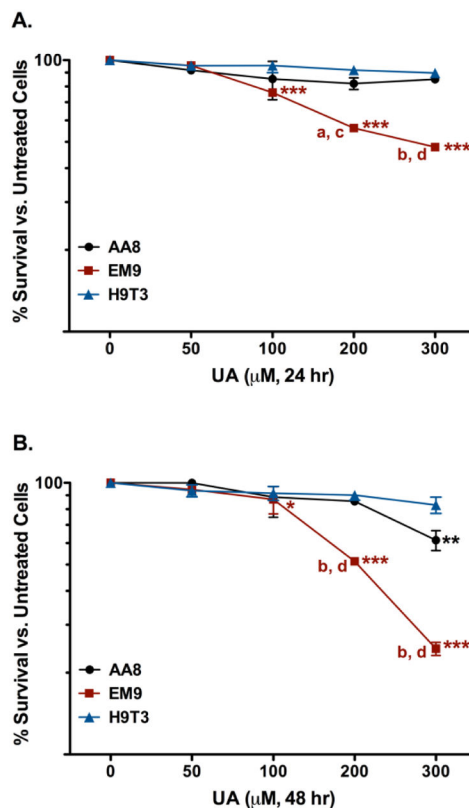 A.
% Survival vs. Untreated Cells
100
***
a, c
***
b, d
***
AA8
EM9
H9T3
0 50 100 200 300
UA (μM, 24 hr)
B.
% Survival vs. Untreated Cells
100
*
**
b, d
***
b, d
***
AA8
EM9
H9T3
0 50 100 200 300
UA (μM, 48 hr)